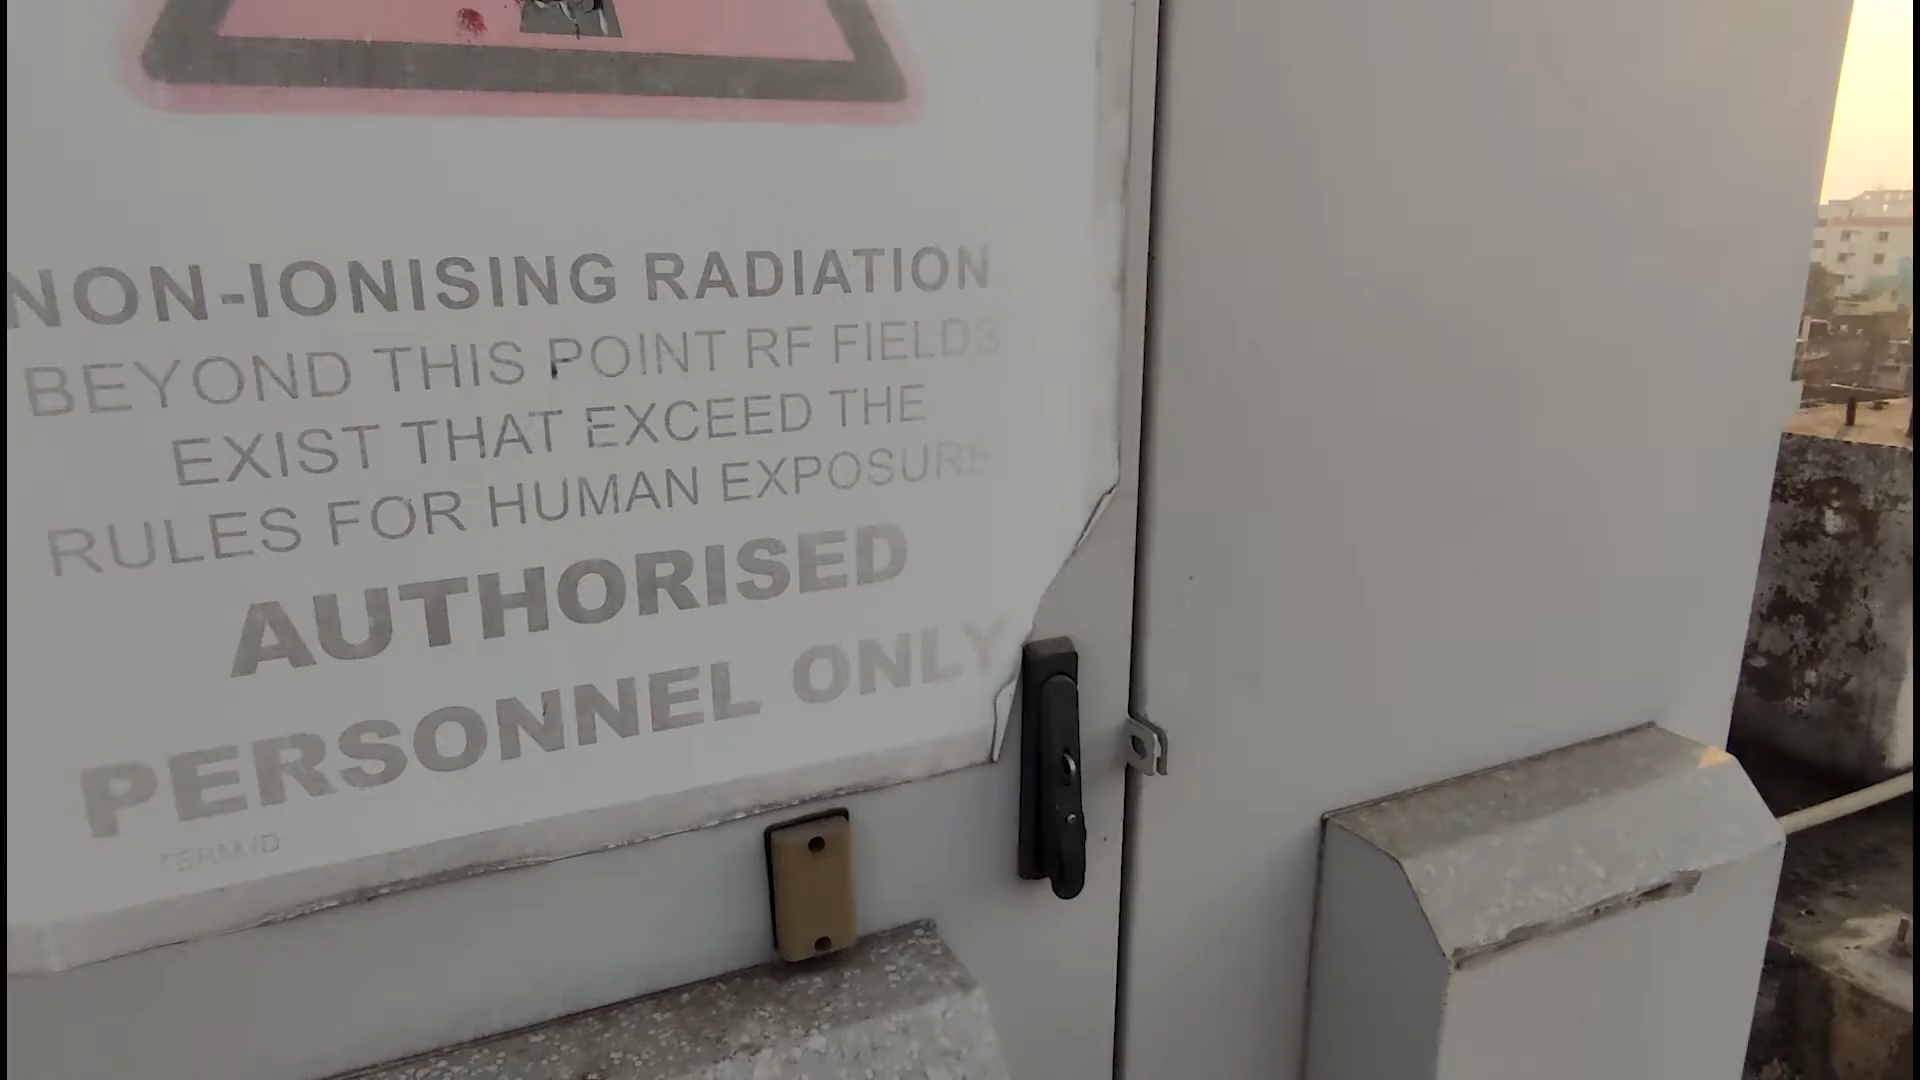 NON-IONISING RADIATION
BEYOND THIS POINT RF FIELDS
EXIST THAT EXCEED THE
RULES FOR HUMAN EXPOSURE
AUTHORISED
PERSONNEL ONLY